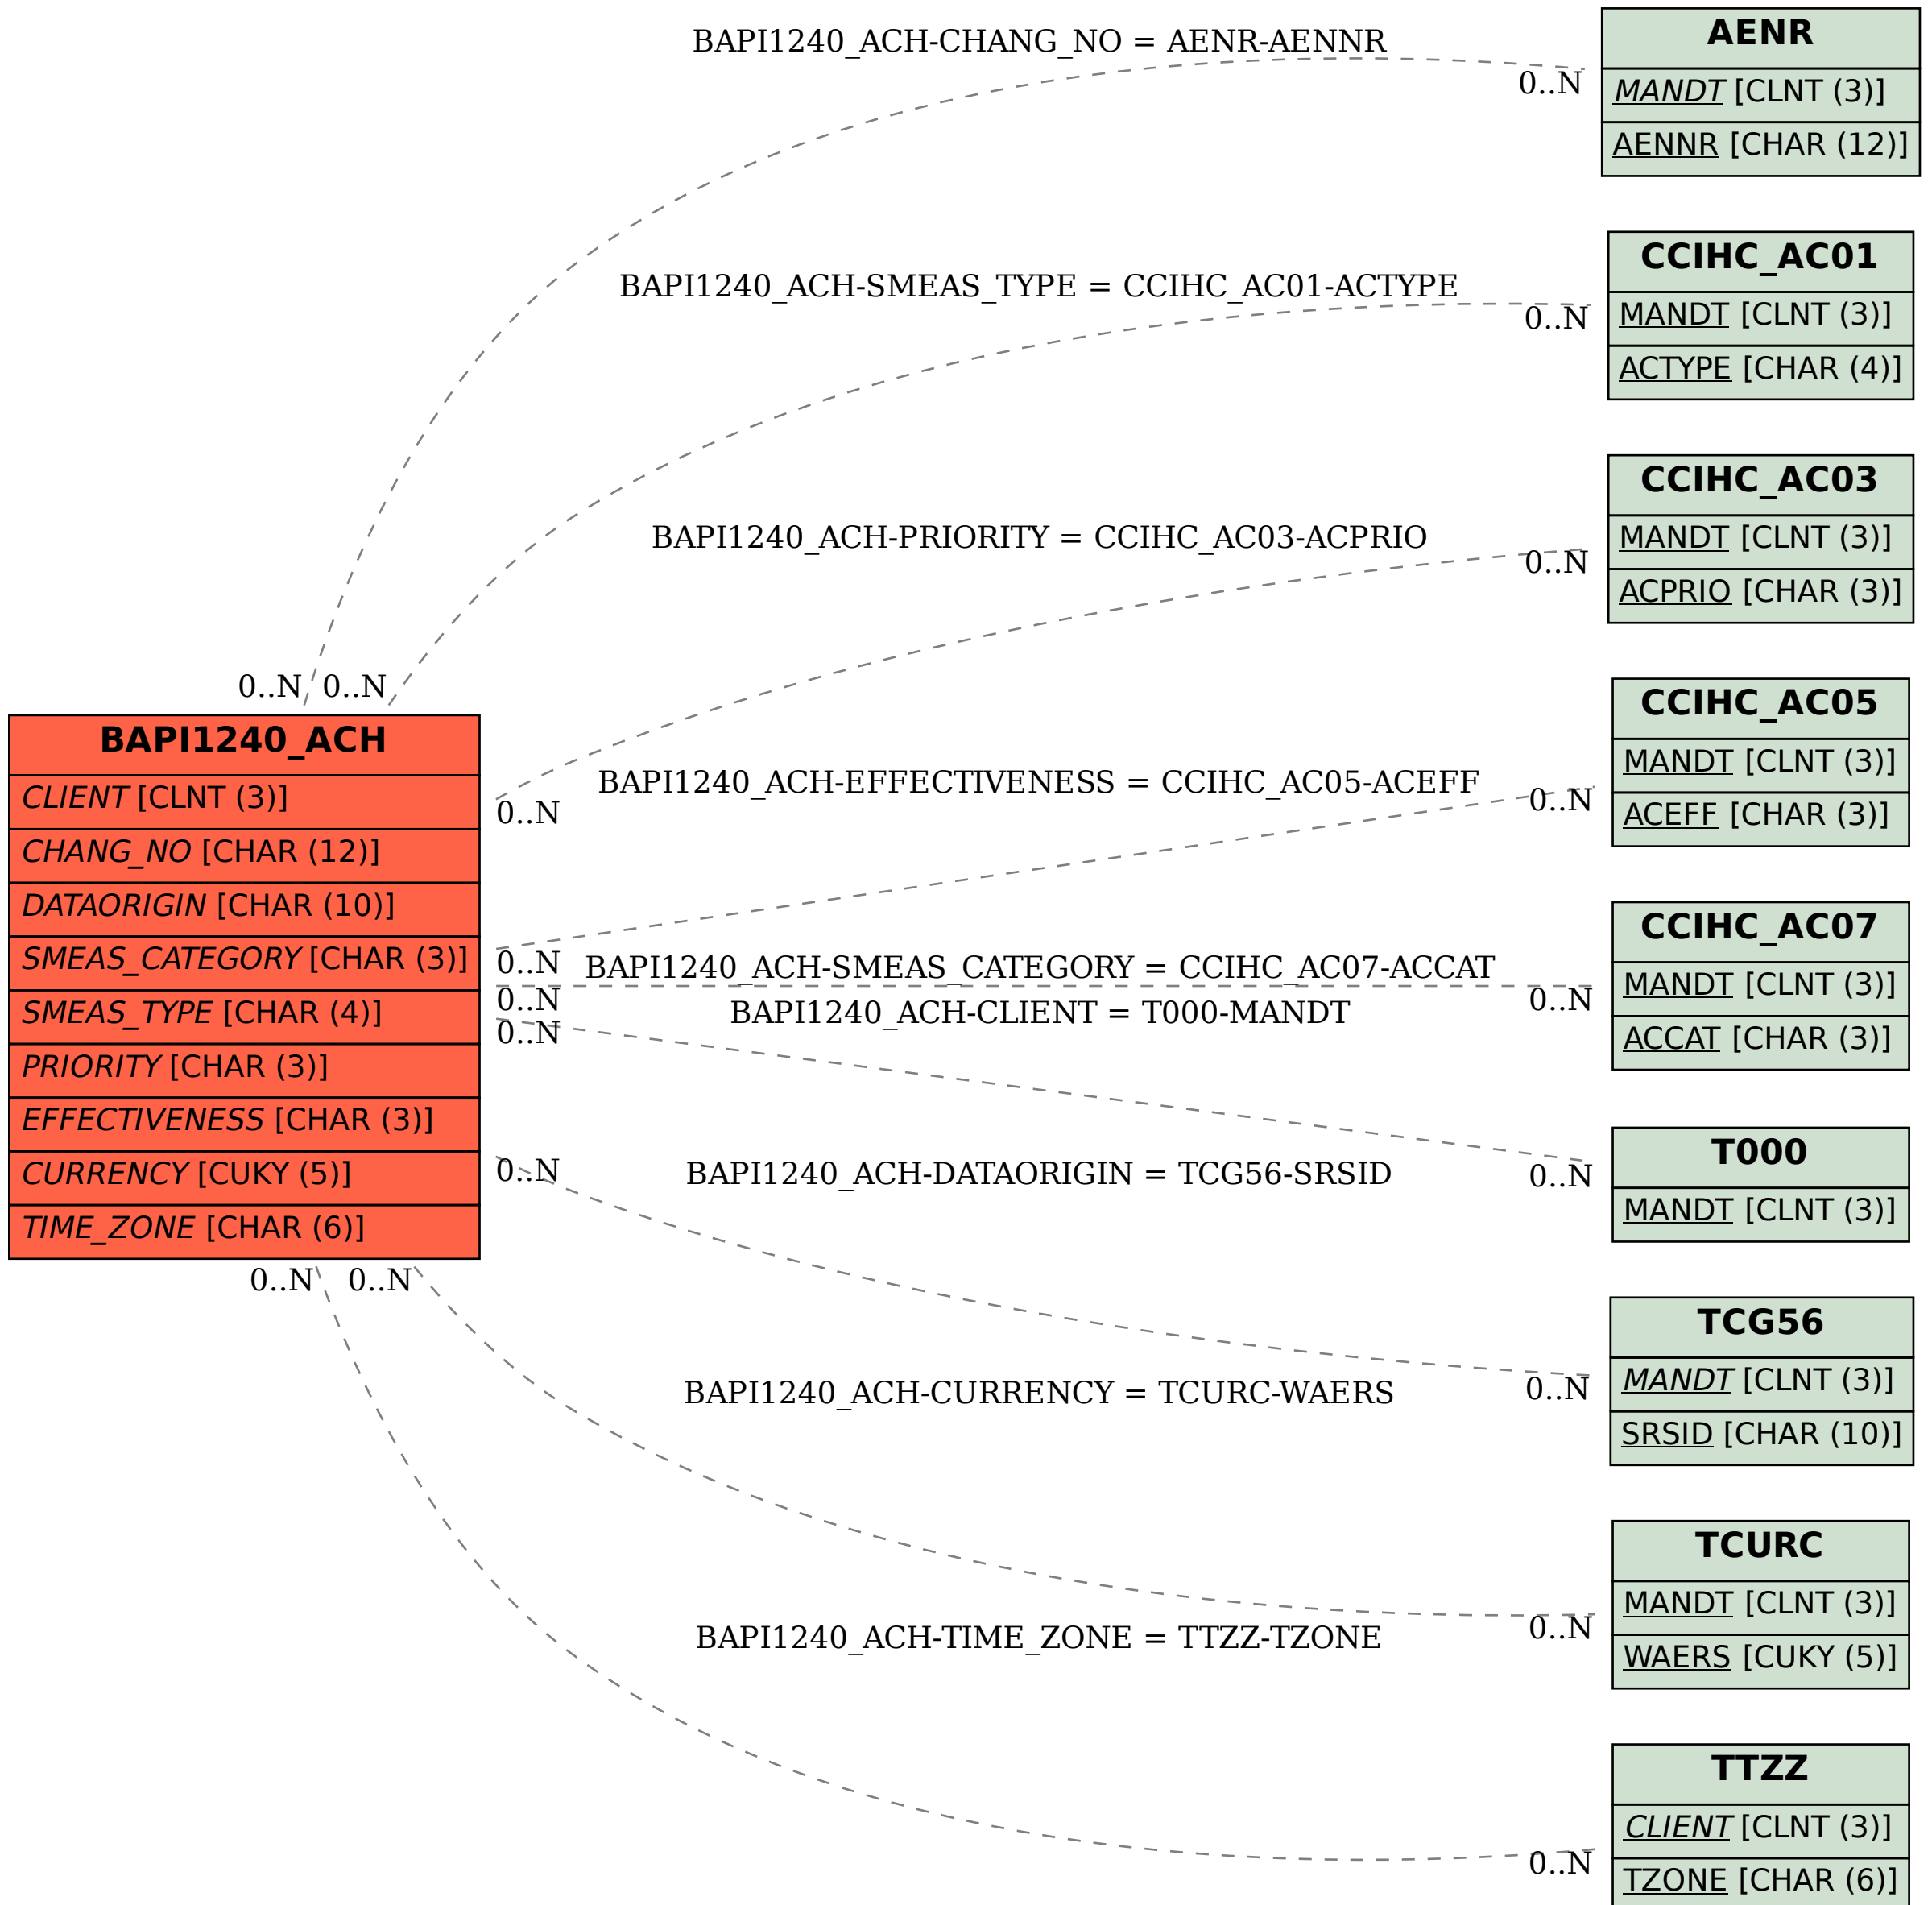 BAPI1240_ACH-CHANG_NO = AENR-AENNR
0..N
AENR
MANDT [CLNT (3)]
AENNR [CHAR (12)]
BAPI1240_ACH-SMEAS_TYPE = CCIHC_AC01-ACTYPE
0..N
CCIHC_AC01
MANDT [CLNT (3)]
ACTYPE [CHAR (4)]
BAPI1240_ACH-PRIORITY = CCIHC_AC03-ACPRIO
0..N
CCIHC_AC03
MANDT [CLNT (3)]
ACPRIO [CHAR (3)]
0..N 0..N
BAPI1240_ACH
CLIENT [CLNT (3)]
CHANG_NO [CHAR (12)]
DATAORIGIN [CHAR (10)]
SMEAS_CATEGORY [CHAR (3)]
SMEAS_TYPE [CHAR (4)]
PRIORITY [CHAR (3)]
EFFECTIVENESS [CHAR (3)]
CURRENCY [CUKY (5)]
TIME_ZONE [CHAR (6)]
0..N 0..N
0..N
0..N
0..N
0..N
0..N
BAPI1240_ACH-EFFECTIVENESS = CCIHC_AC05-ACEFF
0..N
CCIHC_AC05
MANDT [CLNT (3)]
ACEFF [CHAR (3)]
BAPI1240_ACH-SMEAS_CATEGORY = CCIHC_AC07-ACCAT
0..N
CCIHC_AC07
MANDT [CLNT (3)]
ACCAT [CHAR (3)]
BAPI1240_ACH-CLIENT = T000-MANDT
0..N
T000
MANDT [CLNT (3)]
BAPI1240_ACH-DATAORIGIN = TCG56-SRSID
0..N
TCG56
MANDT [CLNT (3)]
SRSID [CHAR (10)]
BAPI1240_ACH-CURRENCY = TCURC-WAERS
0..N
TCURC
MANDT [CLNT (3)]
WAERS [CUKY (5)]
BAPI1240_ACH-TIME_ZONE = TTZZ-TZONE
0..N
TTZZ
CLIENT [CLNT (3)]
TZONE [CHAR (6)]